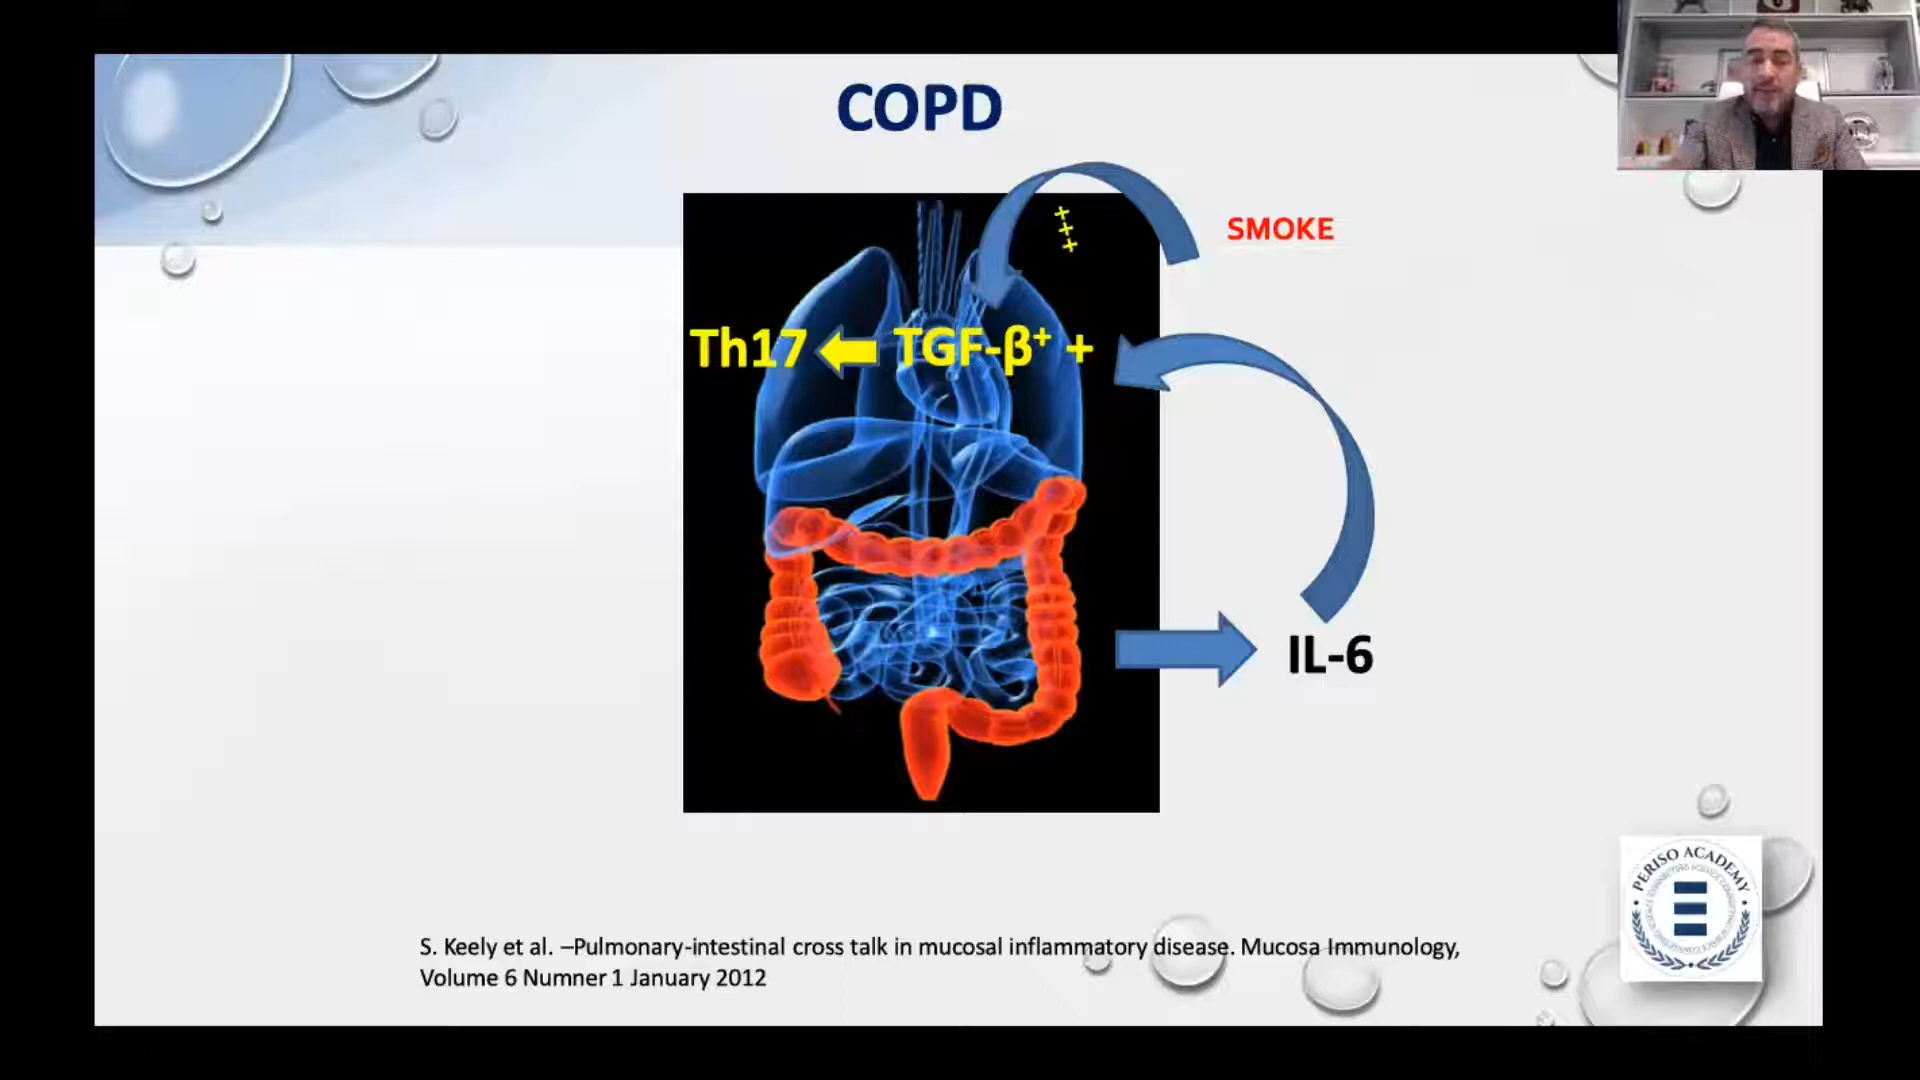 COPD
+
+
+
SMOKE
Th17 TGF-β⁺ +
IL-6
PERISO ACADEMY
S. Keely et al. –Pulmonary-intestinal cross talk in mucosal inflammatory disease. Mucosa Immunology,
Volume 6 Numner 1 January 2012